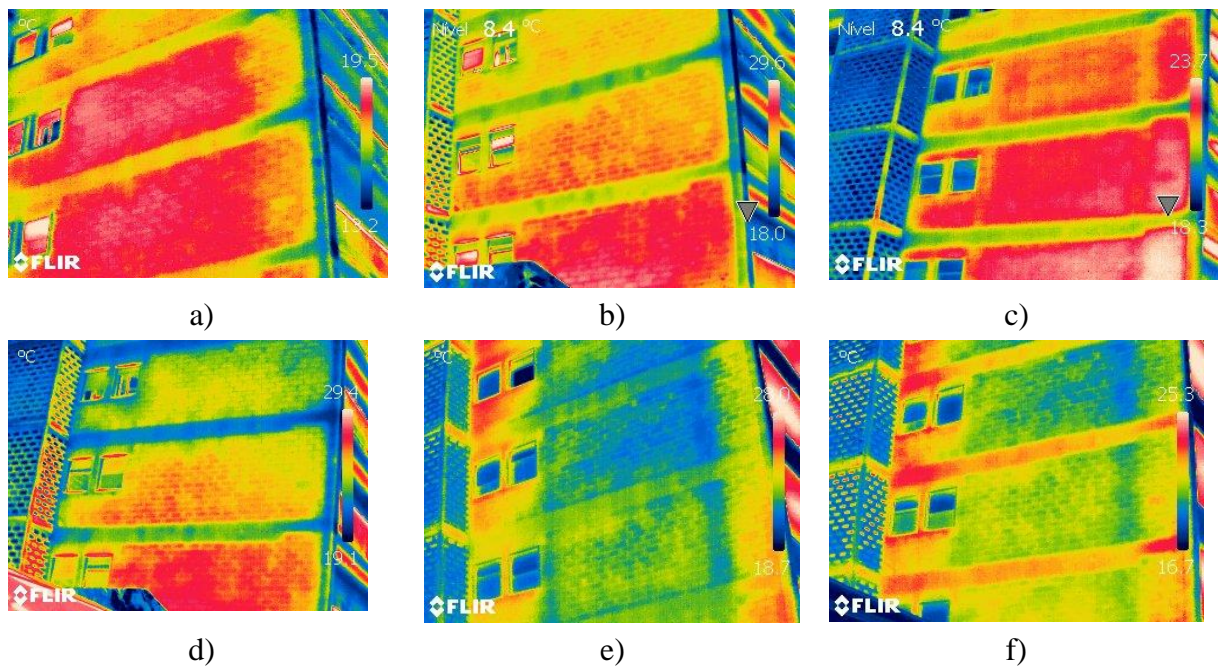 °C
19.5
13.2
FLIR
a)
Nível 8.4 °C
29.6
18.0
FLIR
b)
Nível 8.4 °C
23.7
18.3
FLIR
c)
°C
29.4
19.1
FLIR
d)
°C
28.0
18.7
FLIR
e)
°C
25.3
16.7
FLIR
f)